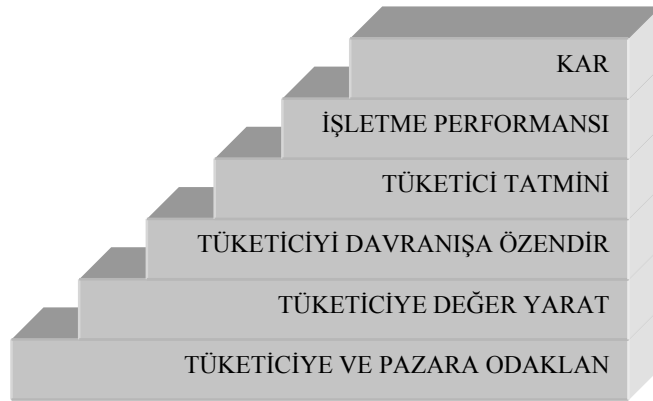 KAR
İŞLETME PERFORMANSI
TÜKETİCİ TATMİNİ
TÜKETİCİYİ DAVRANIŞA ÖZENDİR
TÜKETİCİYE DEĞER YARAT
TÜKETİCİYE VE PAZARA ODAKLAN